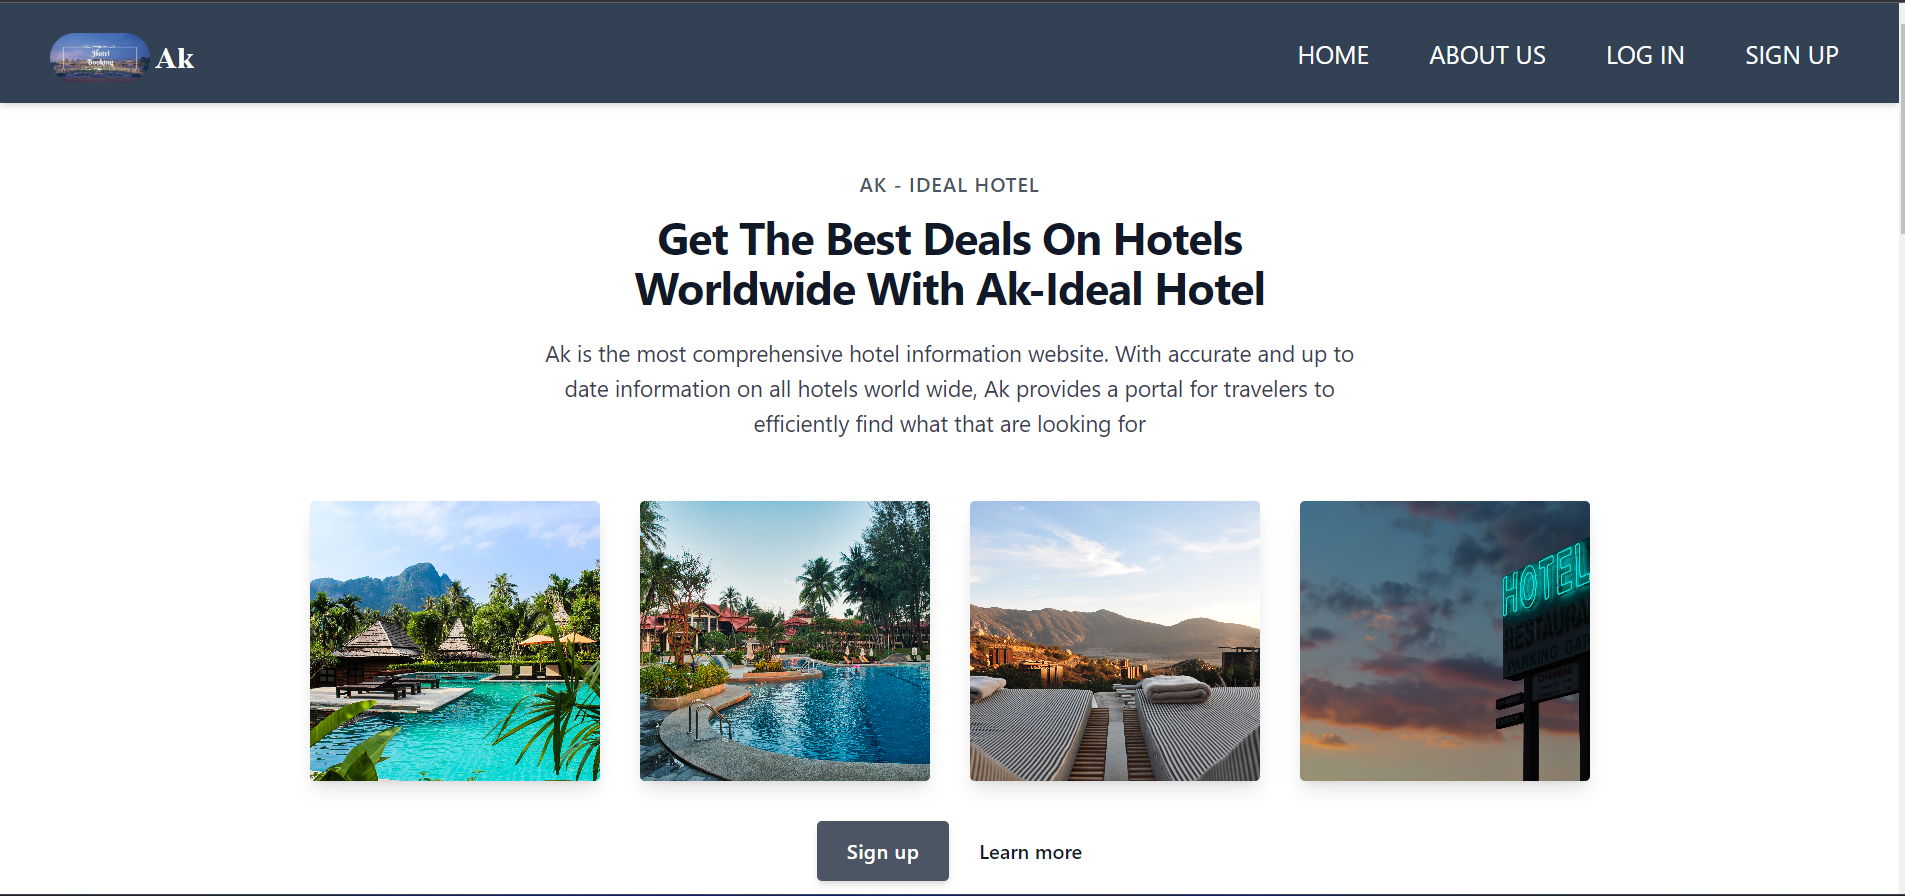 Hotel
Booking
Ak
HOME
ABOUT US
LOG IN
SIGN UP
AK - IDEAL HOTEL
Get The Best Deals On Hotels
Worldwide With Ak-Ideal Hotel
Ak is the most comprehensive hotel information website. With accurate and up to
date information on all hotels world wide, Ak provides a portal for travelers to
efficiently find what that are looking for
HOTEL
RESTAURA
PARKING GAR
Sign up
Learn more